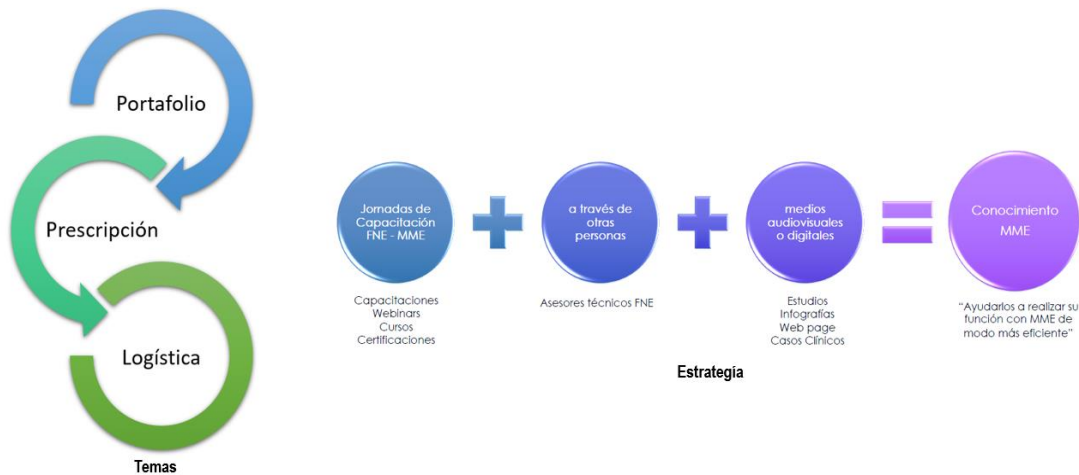 Portafolio
Prescripción
Logística
Temas
Jornadas de
Capacitación
FNE - MME
Capacitaciones
Webinars
Cursos
Certificaciones
a través de
otras
personas
Asesores técnicos FNE
medios
audiovisuales
o digitales
Estudios
Infografías
Web page
Casos Clínicos
Conocimiento
MME
“Ayudarlos a realizar su
función con MME de
modo más eficiente”
Estrategía